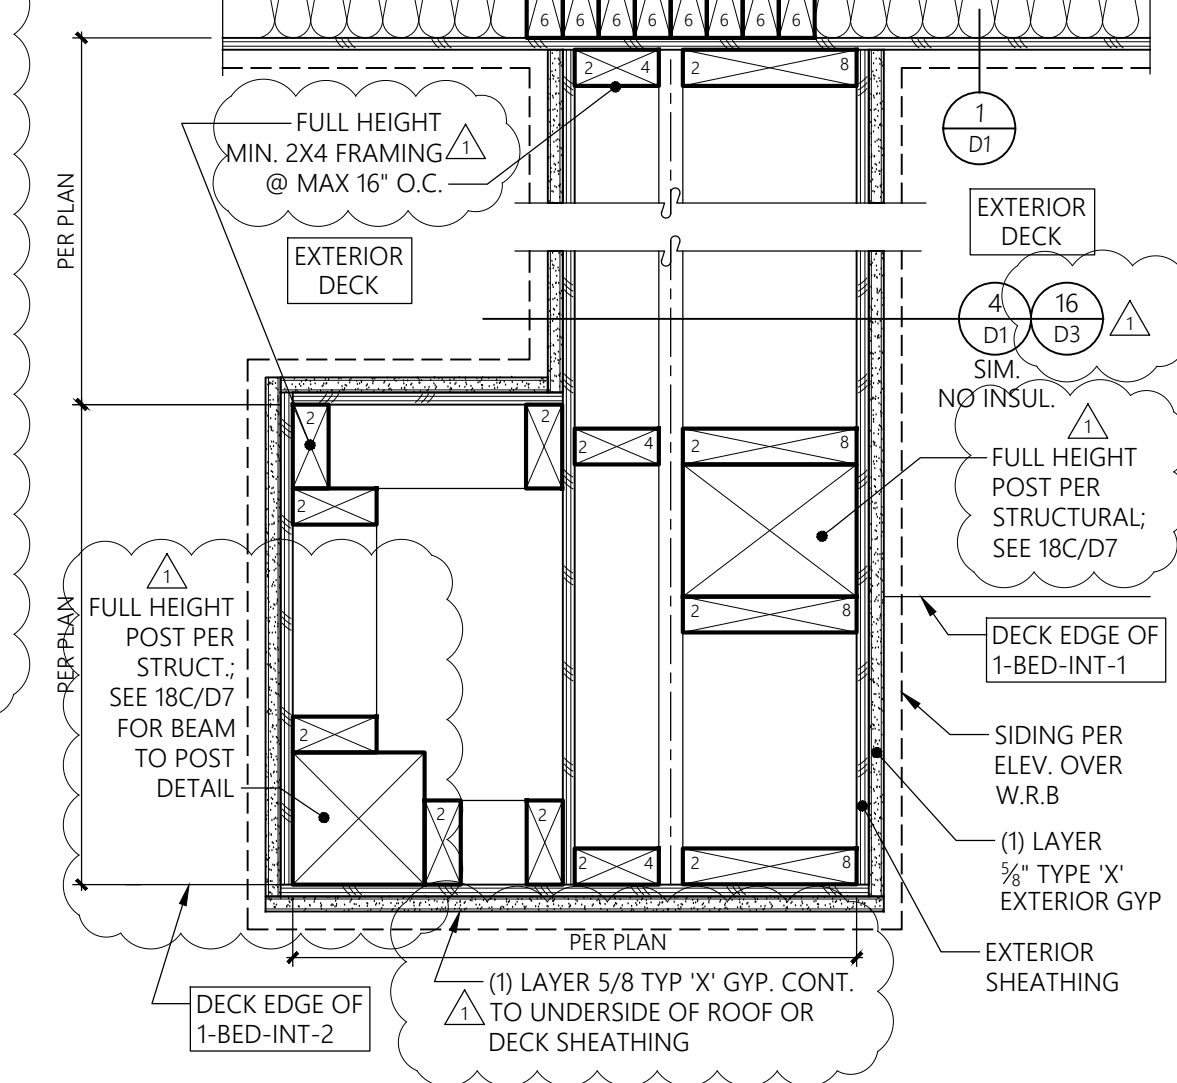 6 6 6 6 6 6 6 6
2 4
2 8
1
D1
FULL HEIGHT
MIN. 2X4 FRAMING
@ MAX 16" O.C.
1
PER PLAN
EXTERIOR
DECK
EXTERIOR
DECK
4
D1
16
D3
1
SIM.
NO INSUL.
2
2
2 4
2 8
1
FULL HEIGHT
POST PER
STRUCTURAL;
SEE 18C/D7
2
1
FULL HEIGHT
POST PER
STRUCT.;
SEE 18C/D7
FOR BEAM
TO POST
DETAIL
PER PLAN
2 8
DECK EDGE OF
1-BED-INT-1
2
SIDING PER
ELEV. OVER
W.R.B
2
2
2 4
2 8
(1) LAYER
⅝" TYPE 'X'
EXTERIOR GYP
PER PLAN
EXTERIOR
SHEATHING
DECK EDGE OF
1-BED-INT-2
1
(1) LAYER 5/8 TYP 'X' GYP. CONT.
TO UNDERSIDE OF ROOF OR
DECK SHEATHING